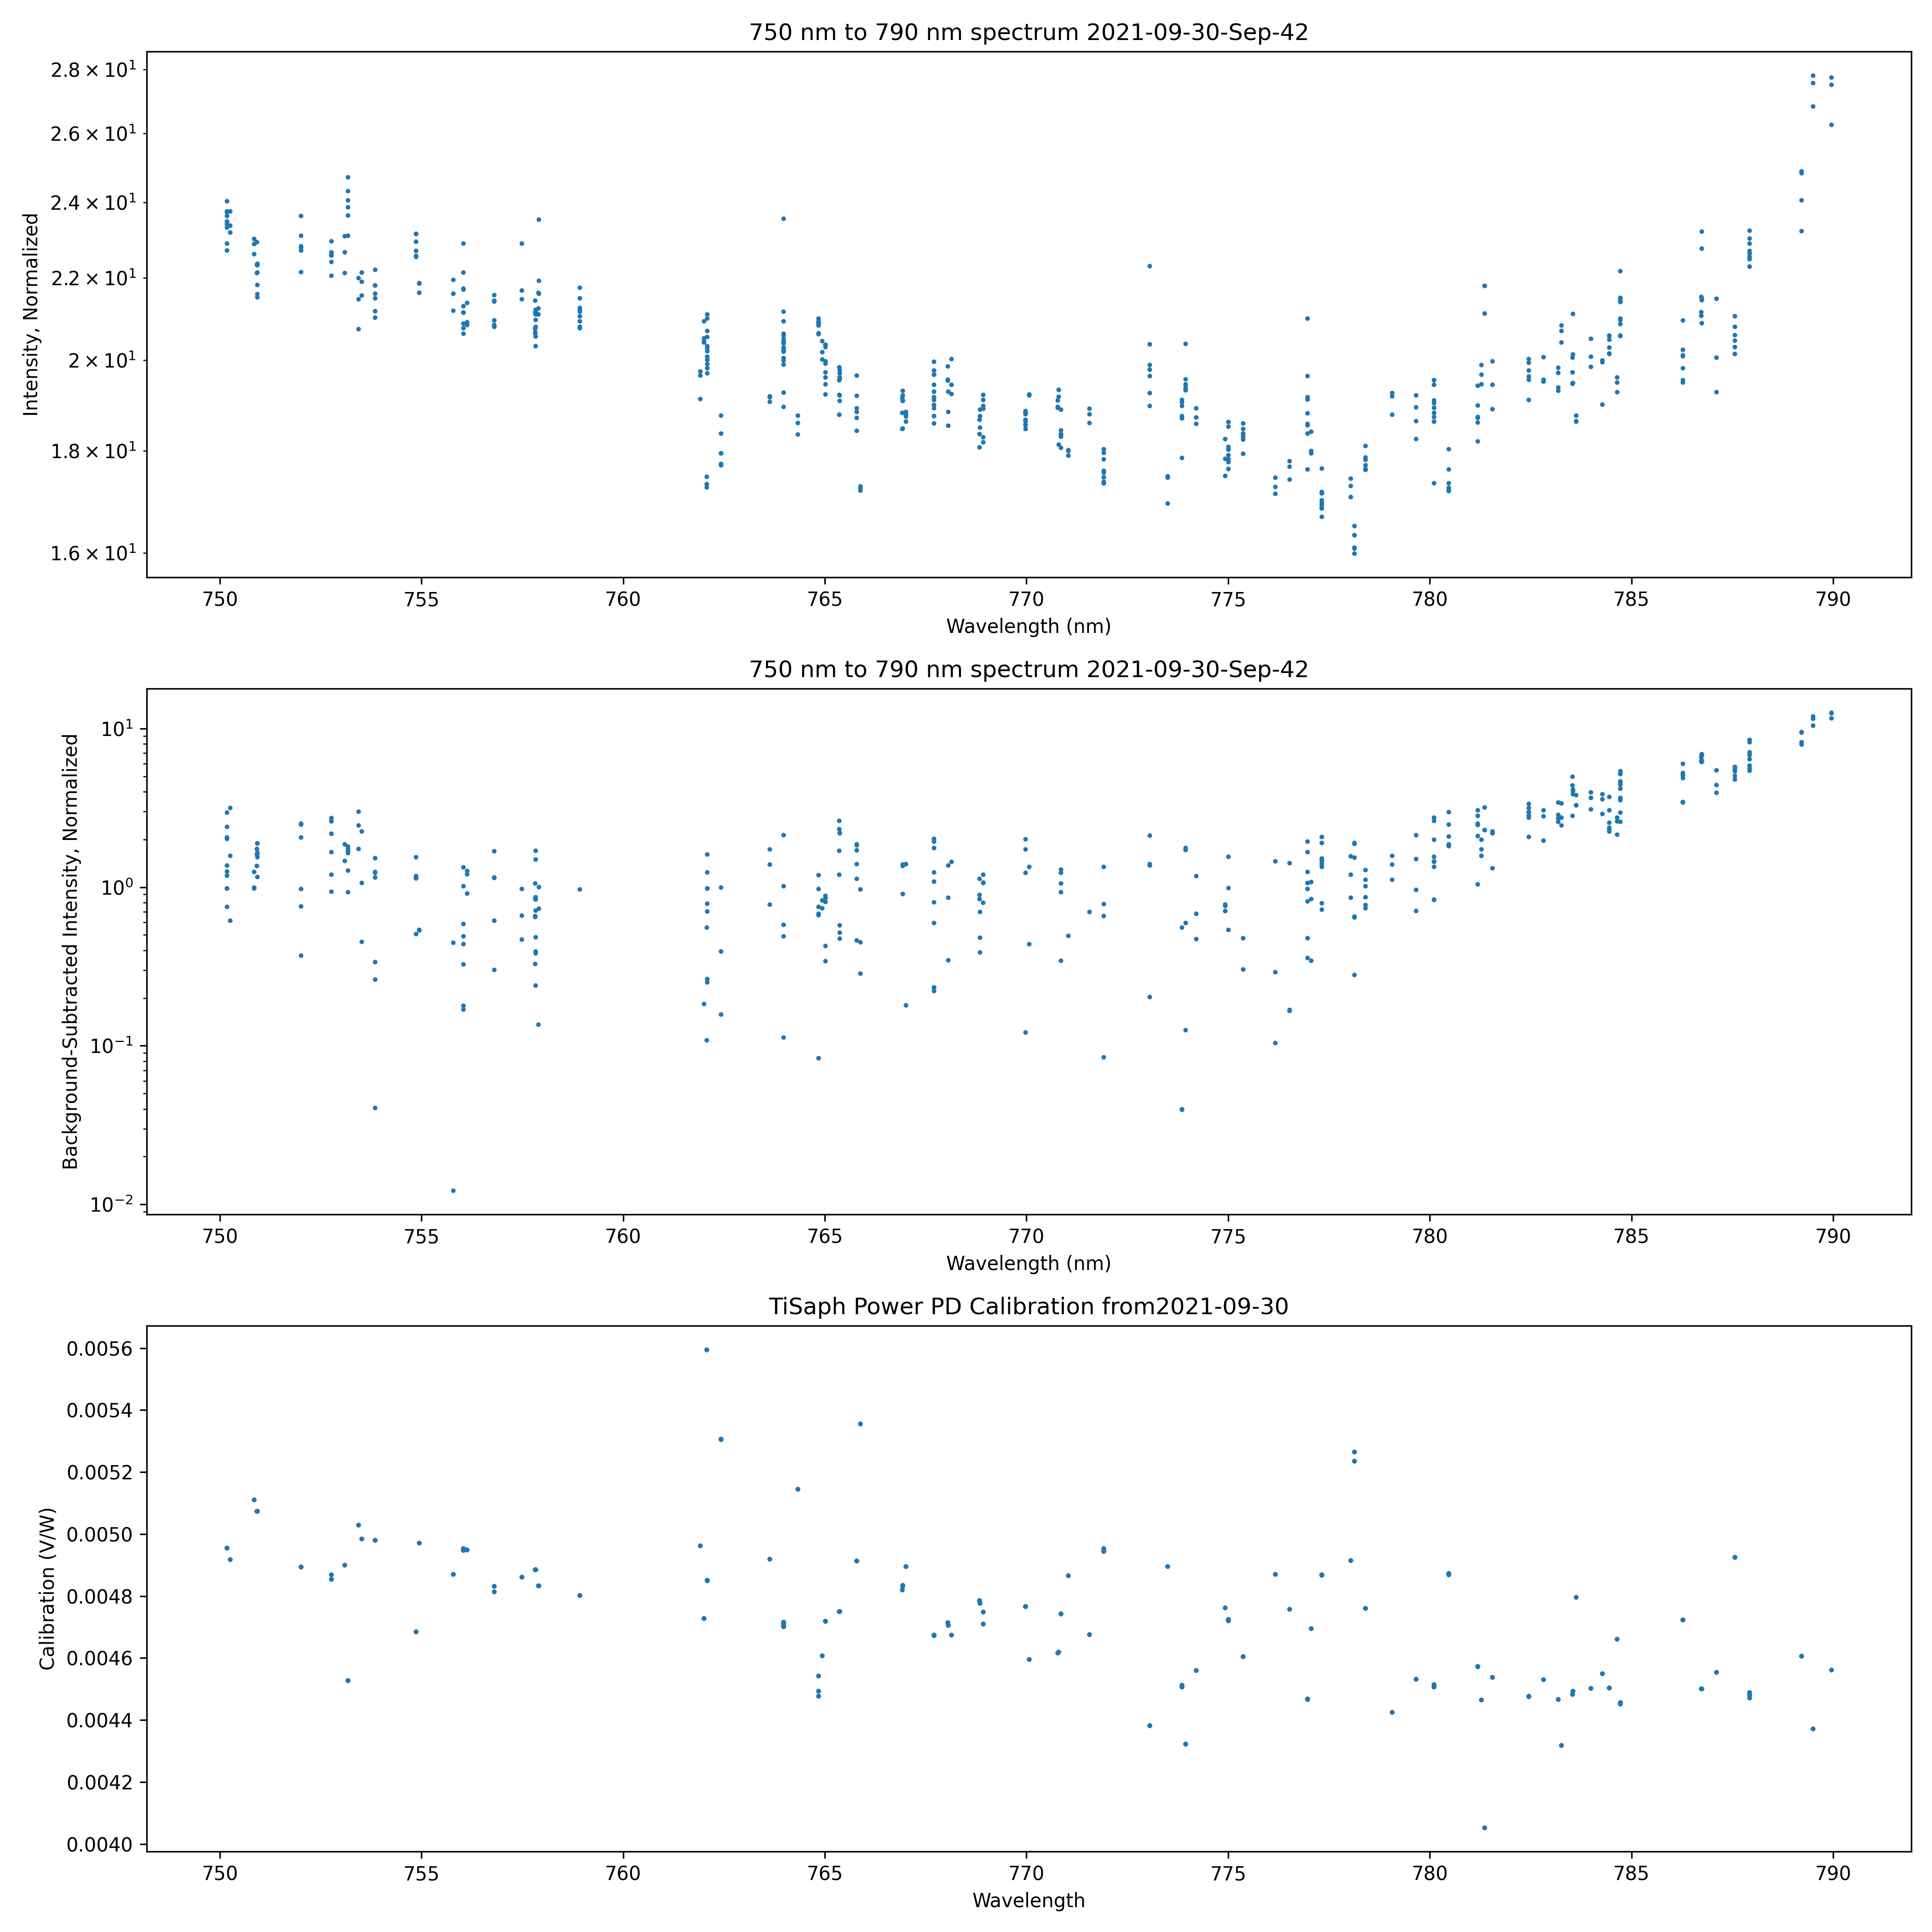 750 nm to 790 nm spectrum 2021-09-30-Sep-42
Intensity, Normalized
2.8 × 10¹
2.6 × 10¹
2.4 × 10¹
2.2 × 10¹
2 × 10¹
1.8 × 10¹
1.6 × 10¹
750 755 760 765 770 775 780 785 790
Wavelength (nm)
750 nm to 790 nm spectrum 2021-09-30-Sep-42
Background-Subtracted Intensity, Normalized
10¹
10⁰
10⁻¹
10⁻²
750 755 760 765 770 775 780 785 790
Wavelength (nm)
TiSaph Power PD Calibration from2021-09-30
Calibration (V/W)
0.0056
0.0054
0.0052
0.0050
0.0048
0.0046
0.0044
0.0042
0.0040
750 755 760 765 770 775 780 785 790
Wavelength